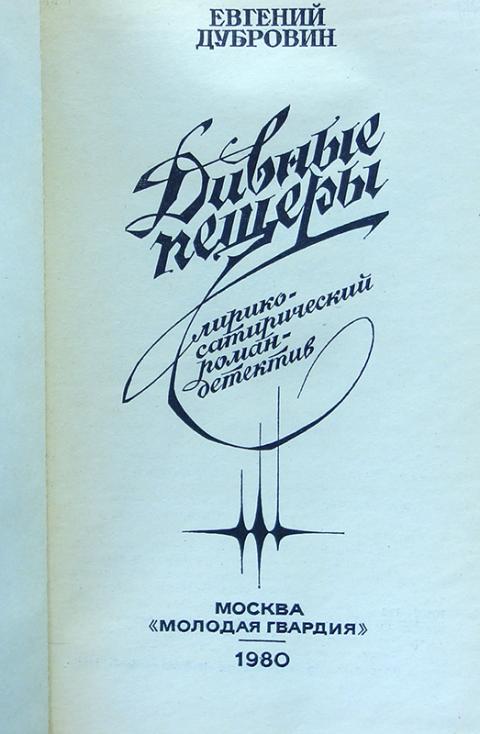 ЕВГЕНИЙ
ДУБРОВИН
Дивные
пещеры
лирико-
сатирический
роман-
детектив
МОСКВА
«МОЛОДАЯ ГВАРДИЯ»
1980